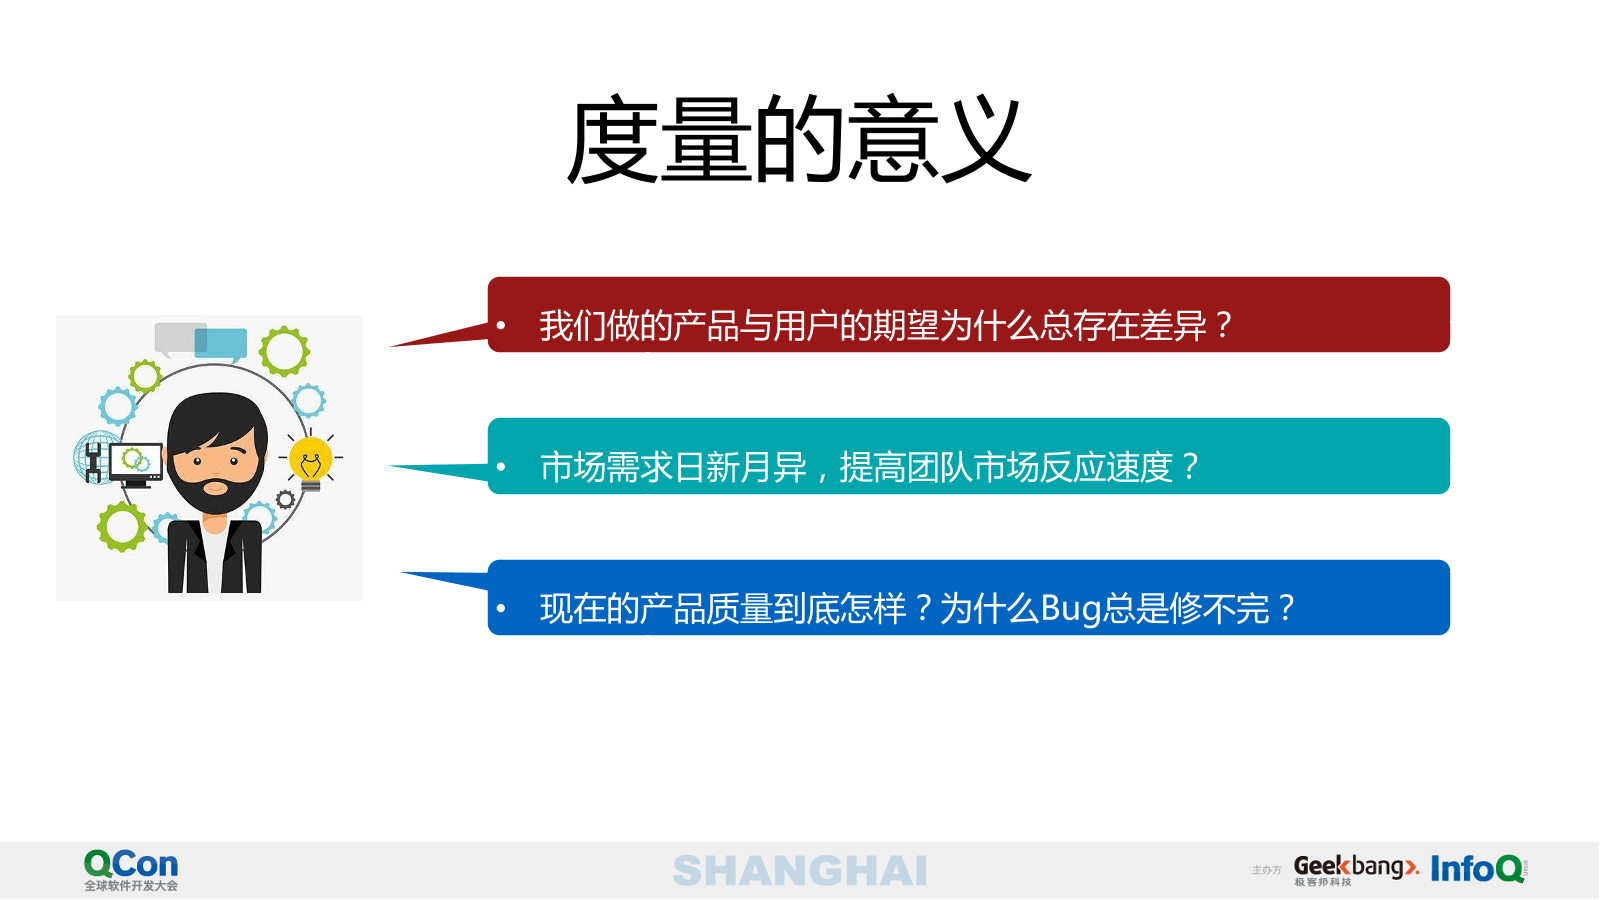 度量的意义
• 我们做的产品与用户的期望为什么总存在差异？
• 市场需求日新月异，提高团队市场反应速度？
• 现在的产品质量到底怎样？为什么Bug总是修不完？
QCon
全球软件开发大会
SHANGHAI
主办方
Geekbang
极客邦科技
InfoQ